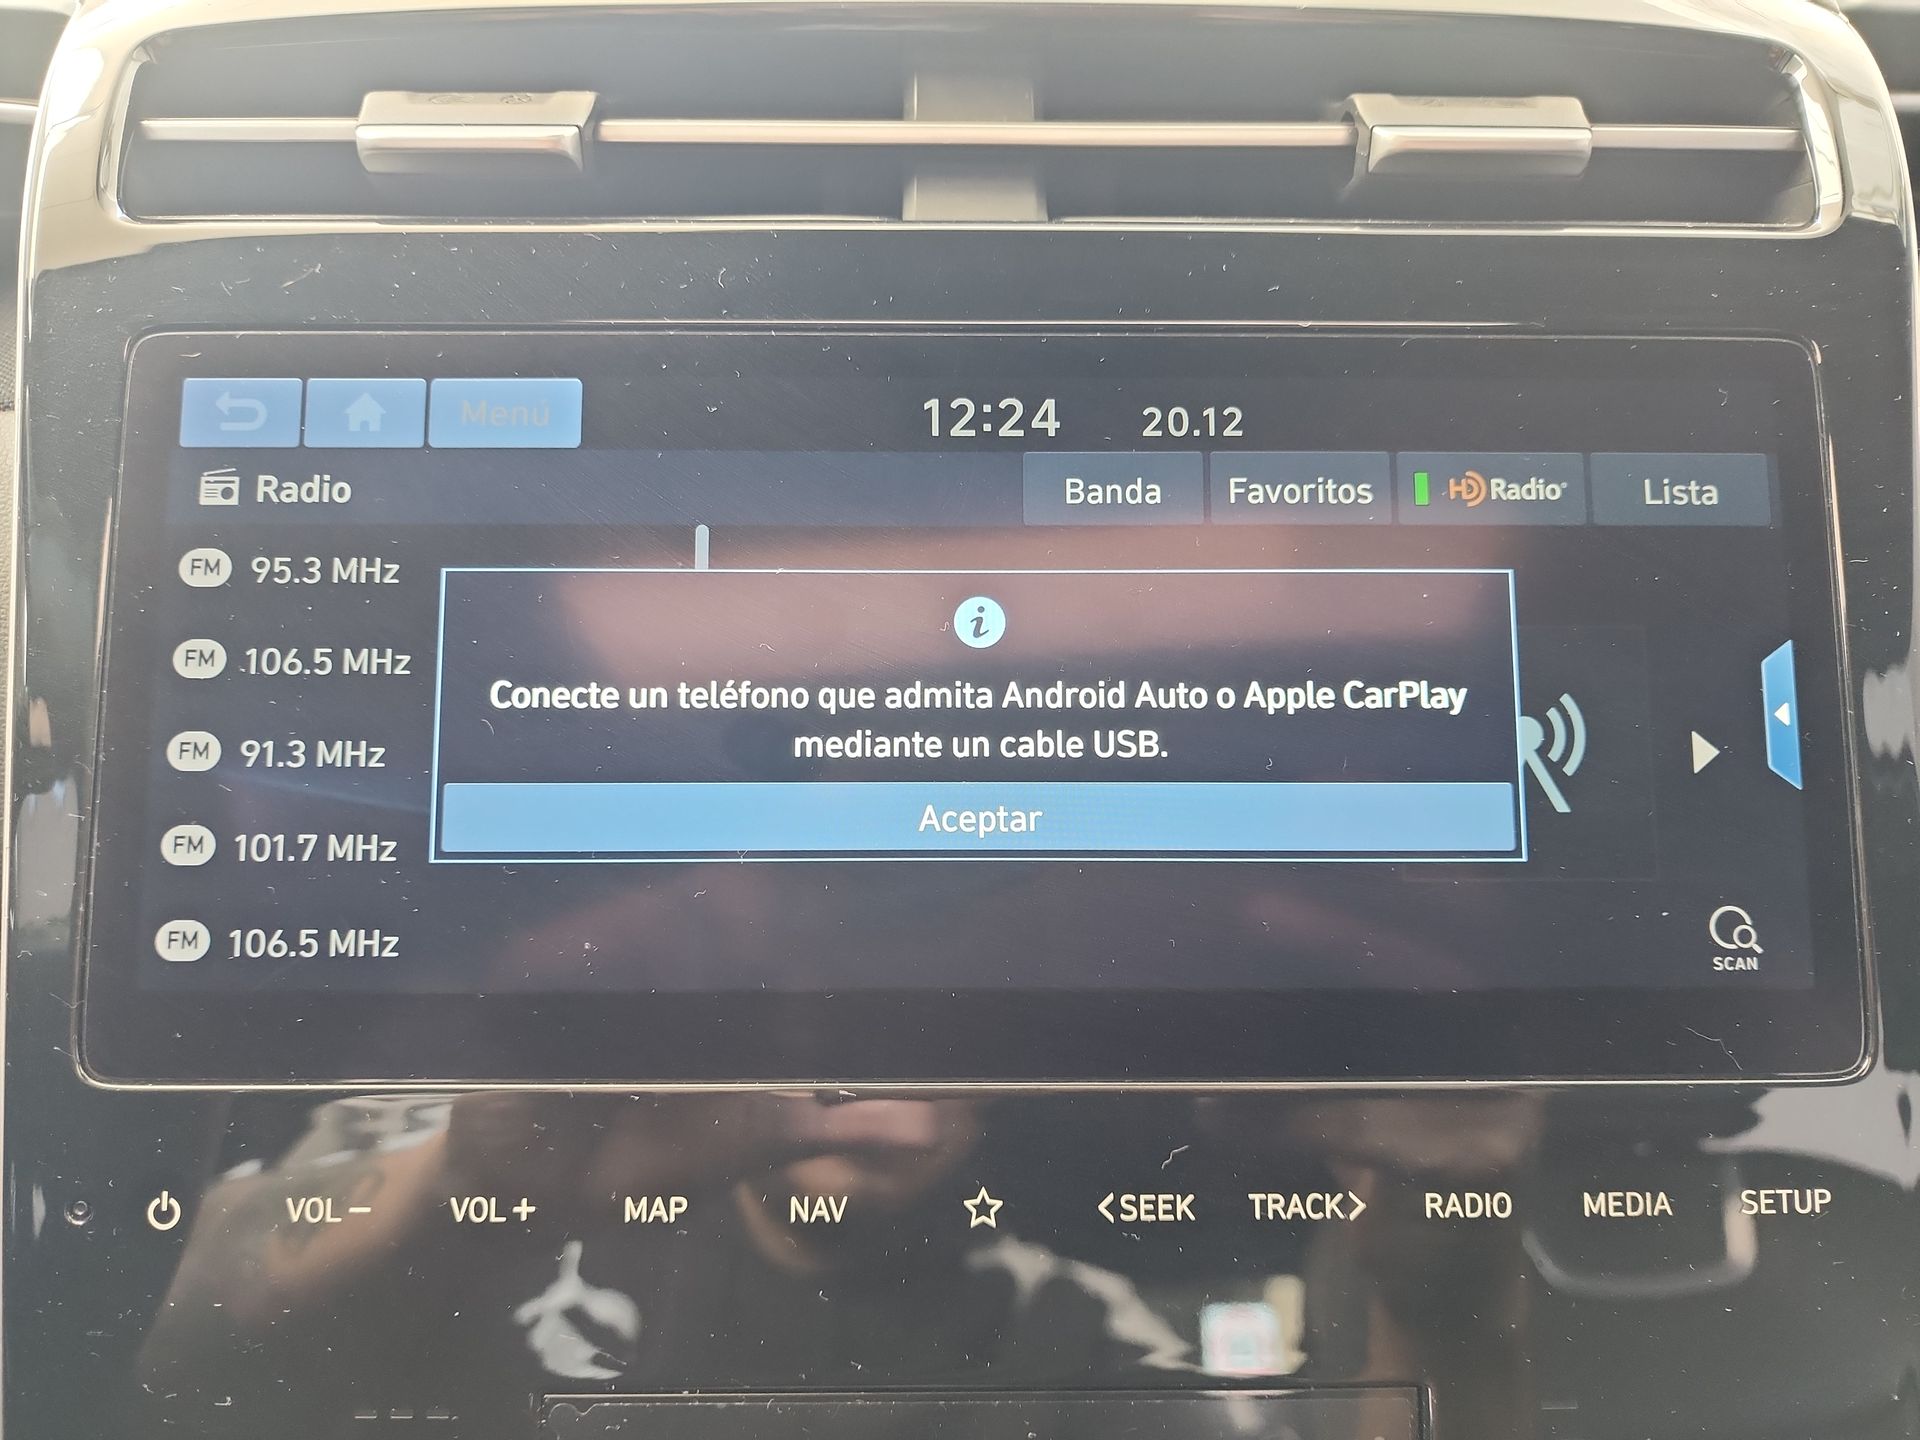 Menú
12:24 20.12
Radio
Banda Favoritos HD Radio Lista
FM 95.3 MHz
FM 106.5 MHz
FM 91.3 MHz
FM 101.7 MHz
FM 106.5 MHz
i
Conecte un teléfono que admita Android Auto o Apple CarPlay
mediante un cable USB.
Aceptar
SCAN
VOL− VOL+ MAP NAV <SEEK TRACK> RADIO MEDIA SETUP